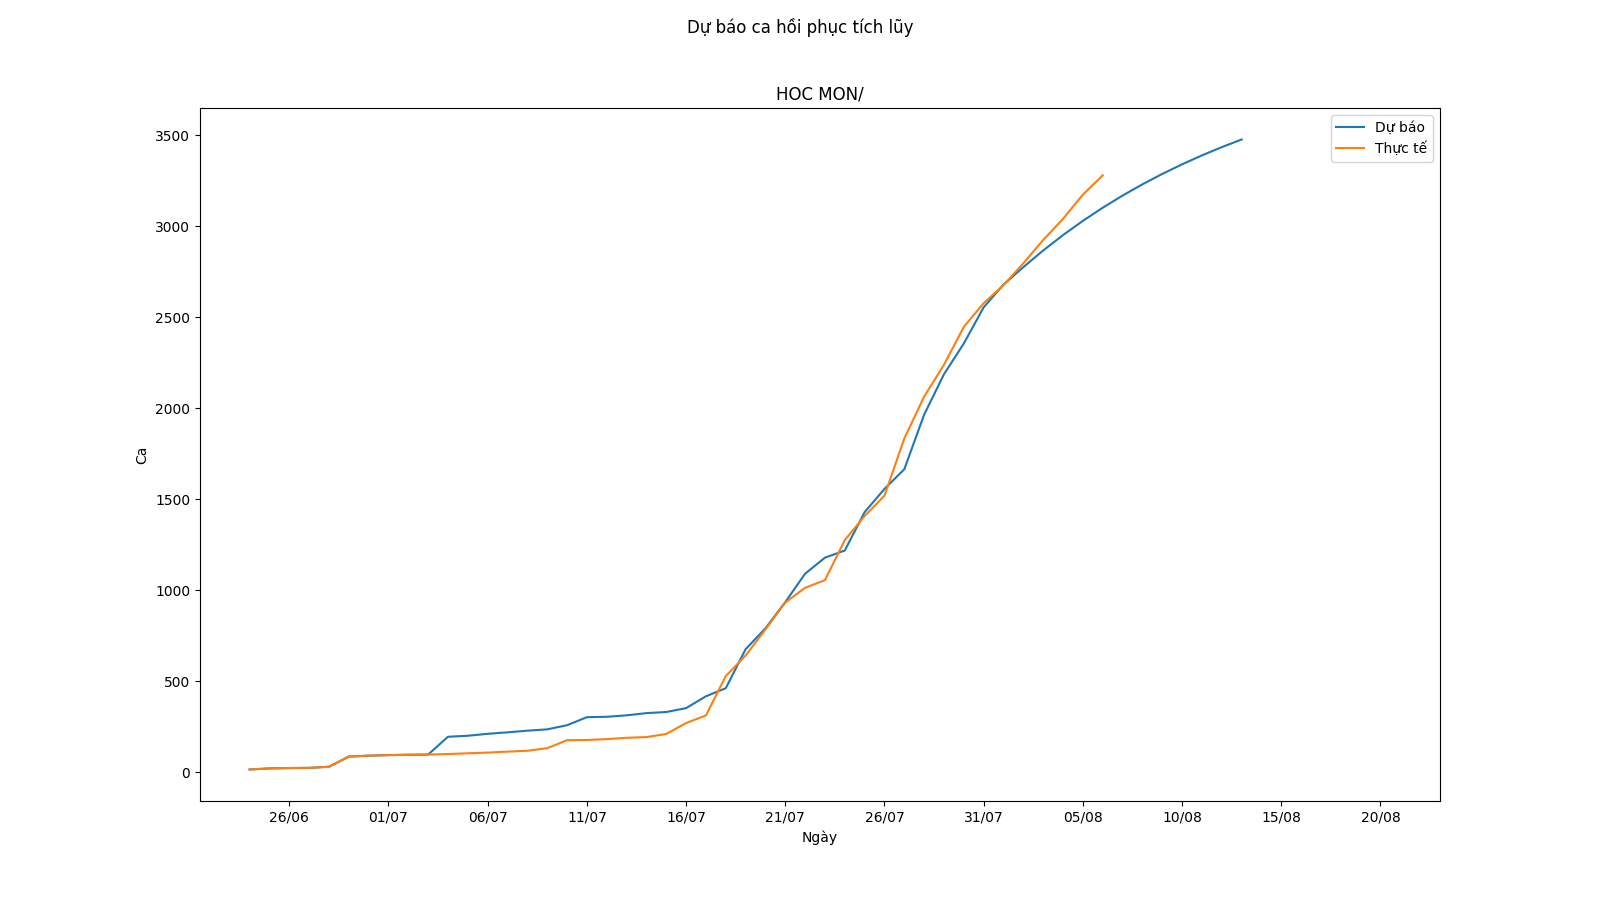 Dự báo ca hồi phục tích lũy
HOC MON/
Dự báo
Thực tế
3500
3000
2500
2000
1500
1000
500
0
Ca
26/06 01/07 06/07 11/07 16/07 21/07 26/07 31/07 05/08 10/08 15/08 20/08
Ngày